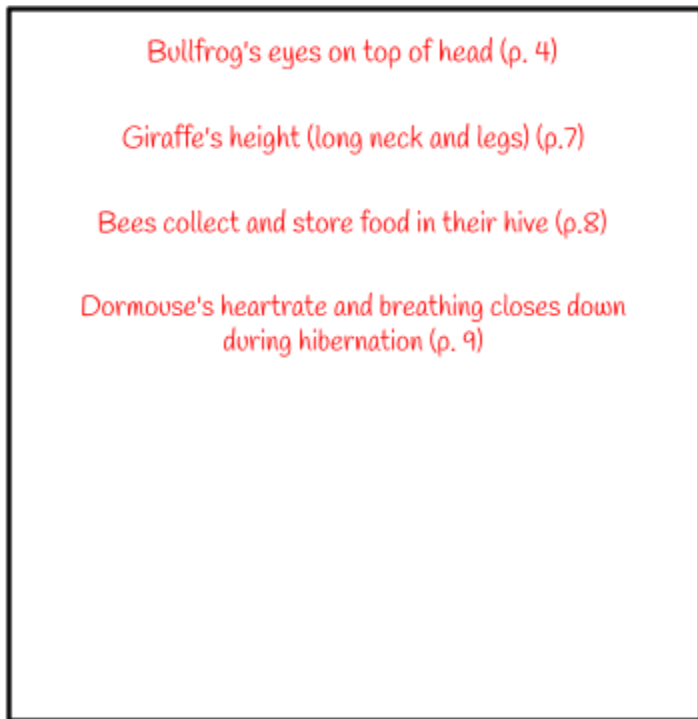 Bullfrog's eyes on top of head (p. 4)
Giraffe's height (long neck and legs) (p.7)
Bees collect and store food in their hive (p.8)
Dormouse's heartrate and breathing closes down
during hibernation (p. 9)